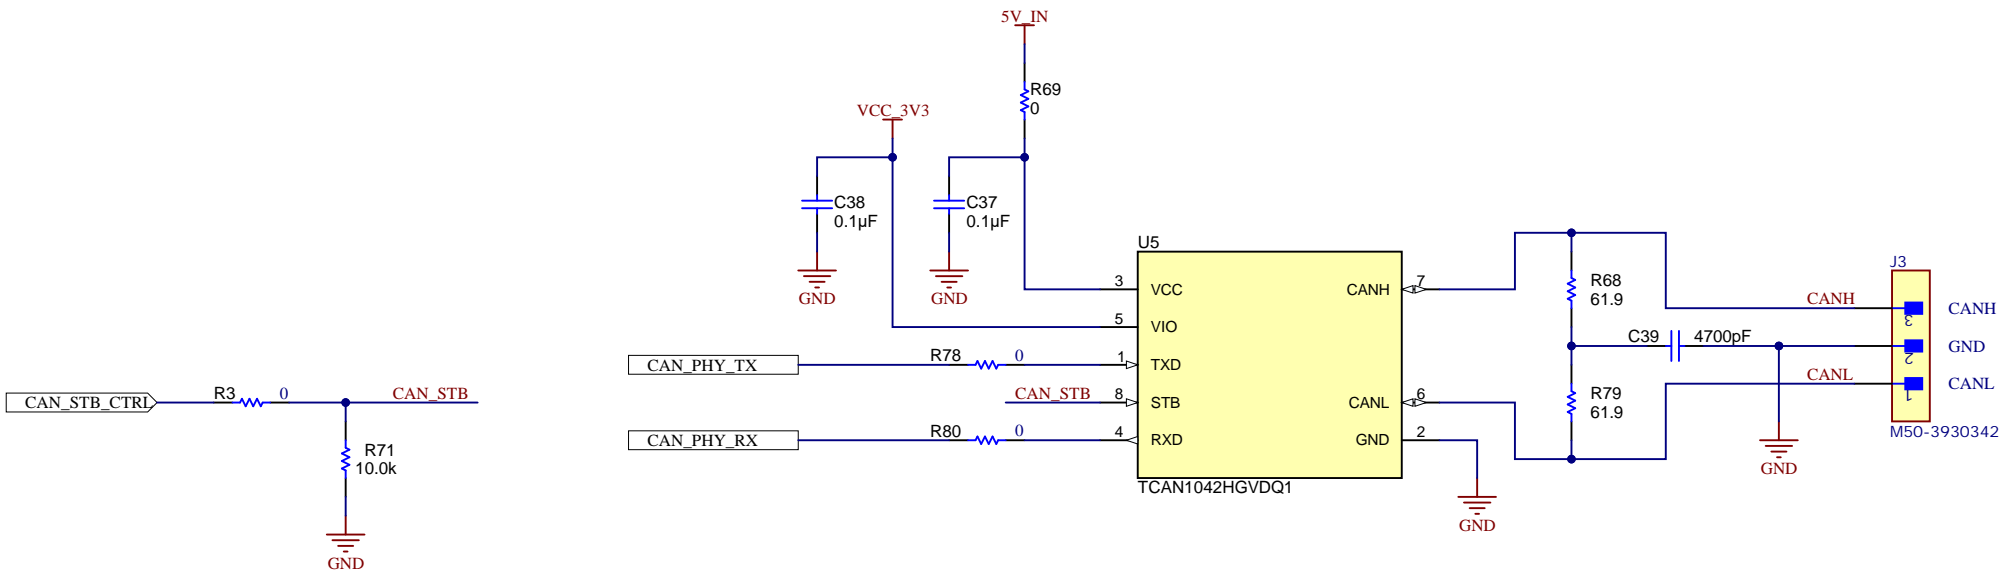 5V_IN
R69
0
VCC_3V3
C38
0.1µF
C37
0.1µF
GND
GND
U5
3
VCC
CANH
7
5
VIO
CAN_PHY_TX
R78
0
1
TXD
CAN_STB
8
STB
CANL
6
CAN_PHY_RX
R80
0
4
RXD
GND
2
TCAN1042HGVDQ1
GND
R68
61.9
C39
4700pF
R79
61.9
GND
J3
CANH
3
CANH
2
GND
CANL
1
CANL
M50-3930342
CAN_STB_CTRL
R3
0
CAN_STB
R71
10.0k
GND